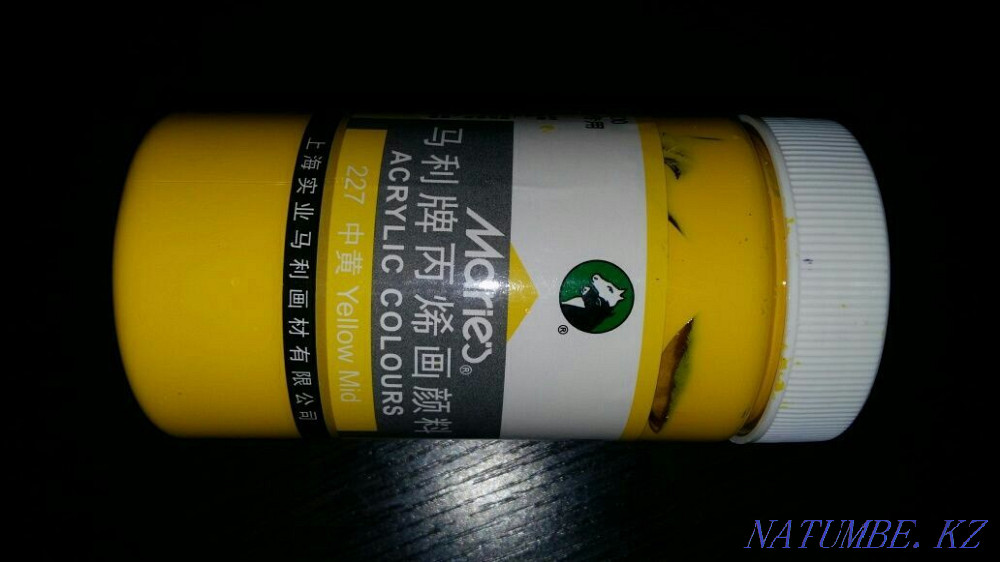 Marie's®
马利牌丙烯画颜料
ACRYLIC COLOURS
227 中黄 Yellow Mid
上海实业马利画材有限公司
®
NATUMBE.KZ